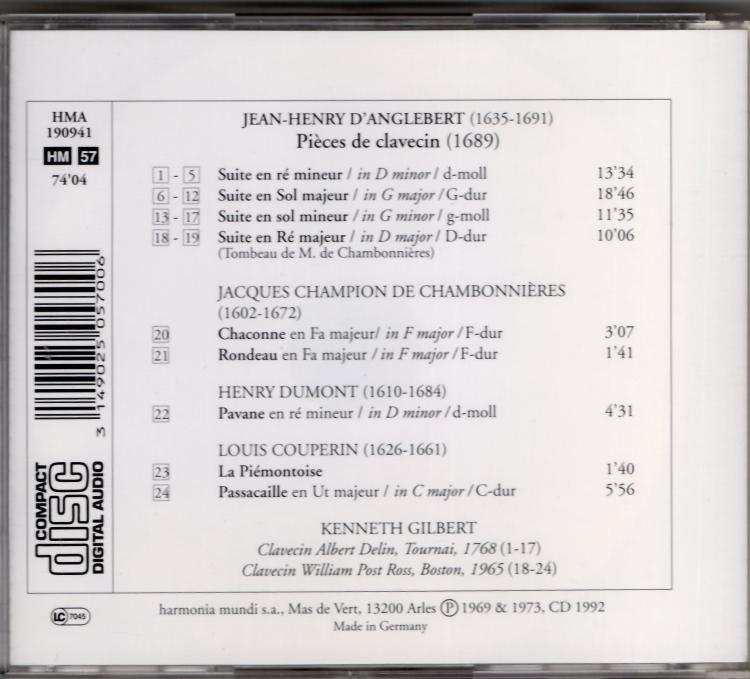 HMA
190941
HM 57
74'04
JEAN-HENRY D'ANGLEBERT (1635-1691)
Pièces de clavecin (1689)
1 - 5 Suite en ré mineur / in D minor / d-moll 13'34
6 - 12 Suite en Sol majeur / in G major / G-dur 18'46
13 - 17 Suite en sol mineur / in G minor / g-moll 11'35
18 - 19 Suite en Ré majeur / in D major / D-dur 10'06
(Tombeau de M. de Chambonnières)
JACQUES CHAMPION DE CHAMBONNIÈRES
(1602-1672)
20 Chaconne en Fa majeur/ in F major / F-dur 3'07
21 Rondeau en Fa majeur / in F major / F-dur 1'41
HENRY DUMONT (1610-1684)
22 Pavane en ré mineur / in D minor / d-moll 4'31
LOUIS COUPERIN (1626-1661)
23 La Piémontoise 1'40
24 Passacaille en Ut majeur / in C major / C-dur 5'56
KENNETH GILBERT
Clavecin Albert Delin, Tournai, 1768 (1-17)
Clavecin William Post Ross, Boston, 1965 (18-24)
3 149025 057006
COMPACT
disc
DIGITAL AUDIO
LC 7045
harmonia mundi s.a., Mas de Vert, 13200 Arles Ⓟ 1969 & 1973, CD 1992
Made in Germany